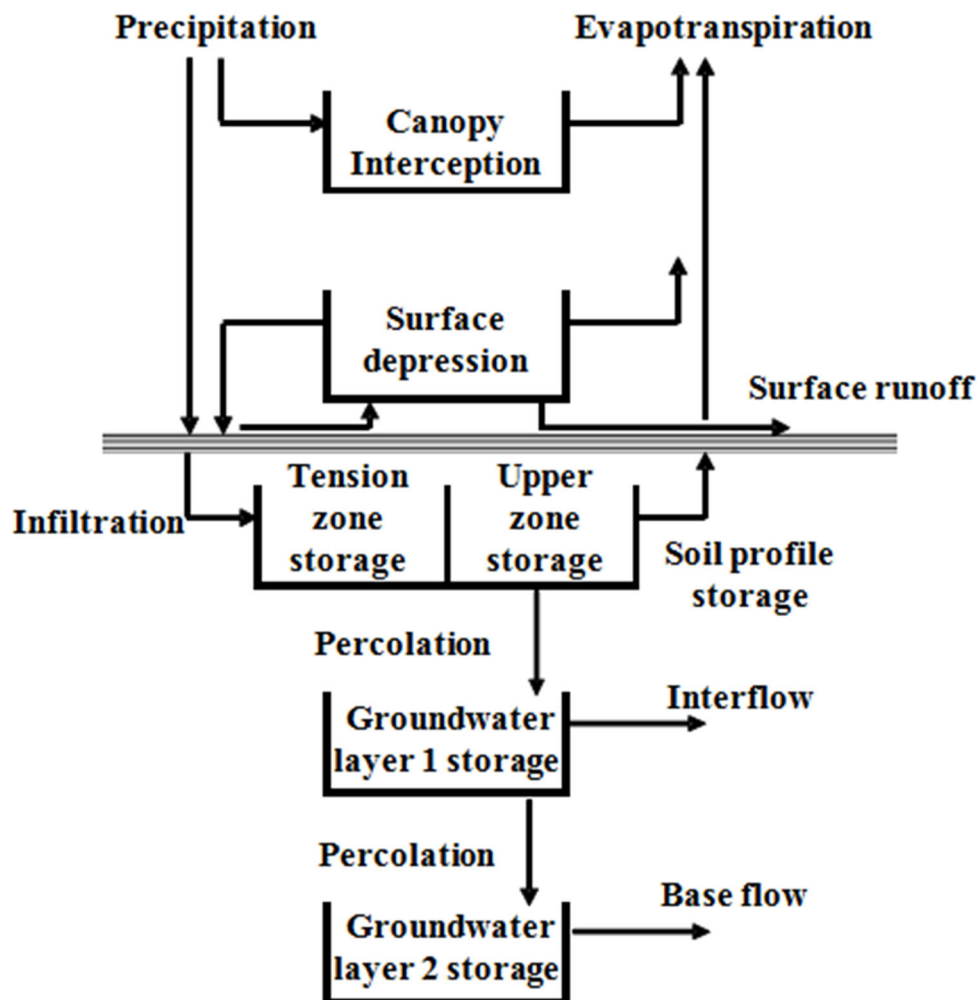 Precipitation
Evapotranspiration
Canopy
Interception
Surface
depression
Surface runoff
Infiltration
Tension
zone
storage
Upper
zone
storage
Soil profile
storage
Percolation
Groundwater
layer 1 storage
Interflow
Percolation
Groundwater
layer 2 storage
Base flow